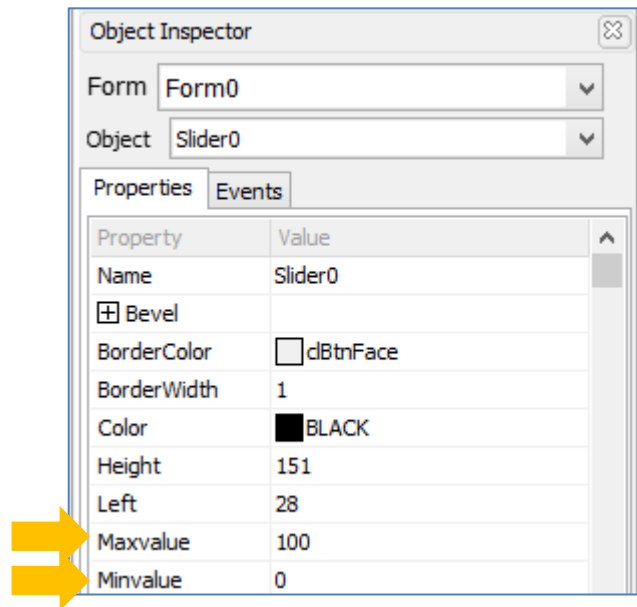 Object Inspector
Form Form0
Object Slider0
Properties Events
Property Value
Name Slider0
Bevel
BorderColor clBtnFace
BorderWidth 1
Color BLACK
Height 151
Left 28
Maxvalue 100
Minvalue 0